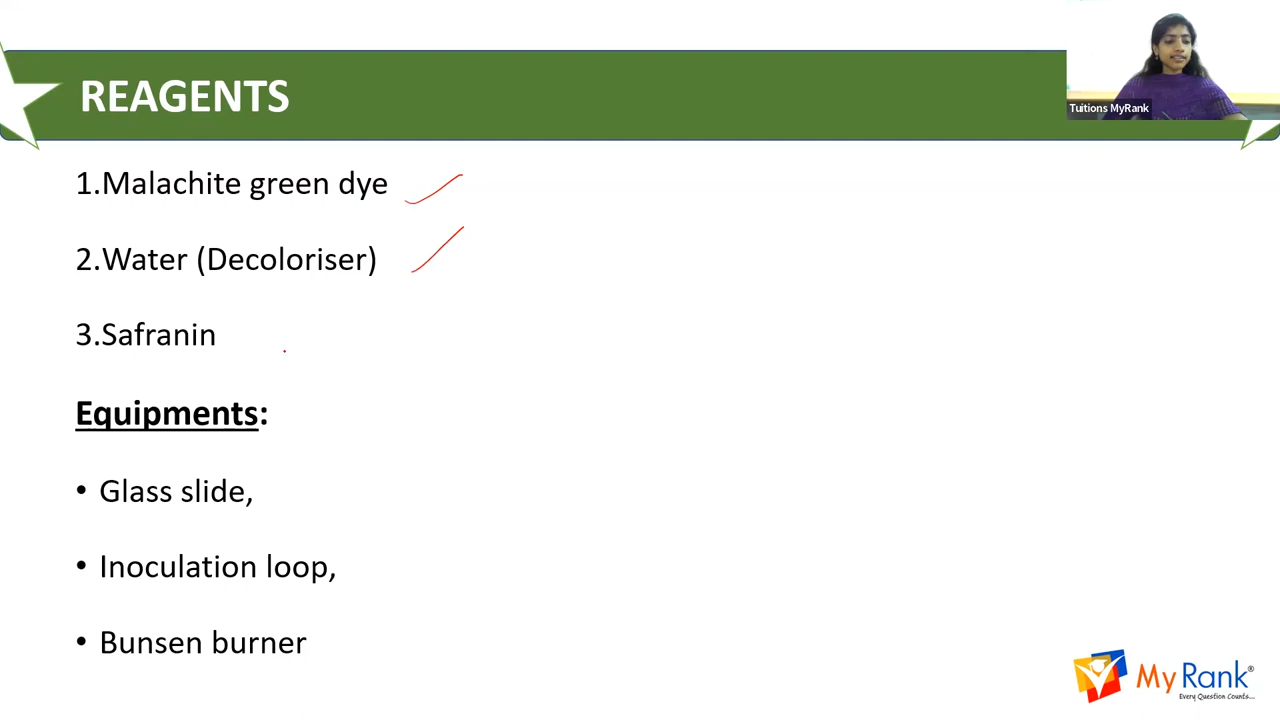 REAGENTS
Tuitions MyRank
1.Malachite green dye
2.Water (Decoloriser)
3.Safranin
Equipments:
• Glass slide,
• Inoculation loop,
• Bunsen burner
My Rank®
Every Question Counts...